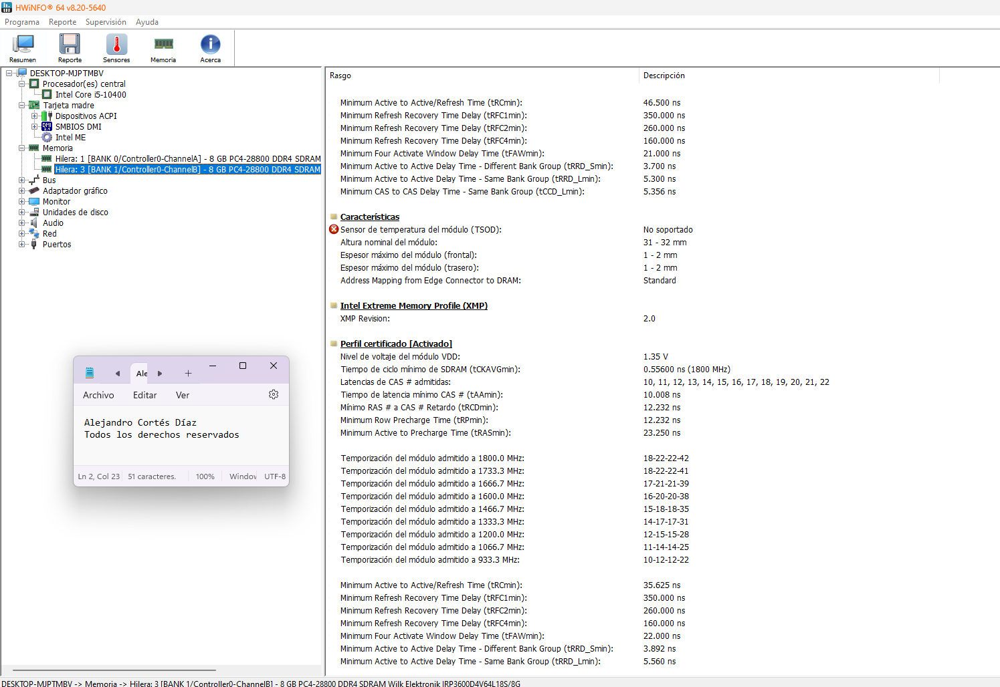 HWiNFO® 64 v8.20-5640
Programa Reporte Supervisión Ayuda
Resumen Reporte Sensores Memoria Acerca
DESKTOP-MJPTMBV
Procesador(es) central
Intel Core i5-10400
Tarjeta madre
Dispositivos ACPI
SMBIOS DMI
Intel ME
Memoria
Hilera: 1 [BANK 0/Controller0-ChannelA] - 8 GB PC4-28800 DDR4 SDRAM
Hilera: 3 [BANK 1/Controller0-ChannelB] - 8 GB PC4-28800 DDR4 SDRAM
Bus
Adaptador gráfico
Monitor
Unidades de disco
Audio
Red
Puertos
Ale
Archivo Editar Ver
Alejandro Cortés Díaz
Todos los derechos reservados
Ln 2, Col 23 51 caracteres. 100% Window UTF-8
Rasgo Descripción
Minimum Active to Active/Refresh Time (tRCmin): 46.500 ns
Minimum Refresh Recovery Time Delay (tRFC1min): 350.000 ns
Minimum Refresh Recovery Time Delay (tRFC2min): 260.000 ns
Minimum Refresh Recovery Time Delay (tRFC4min): 160.000 ns
Minimum Four Activate Window Delay Time (tFAWmin): 21.000 ns
Minimum Active to Active Delay Time - Different Bank Group (tRRD_Smin): 3.700 ns
Minimum Active to Active Delay Time - Same Bank Group (tRRD_Lmin): 5.300 ns
Minimum CAS to CAS Delay Time - Same Bank Group (tCCD_Lmin): 5.356 ns
Características
Sensor de temperatura del módulo (TSOD): No soportado
Altura nominal del módulo: 31 - 32 mm
Espesor máximo del módulo (frontal): 1 - 2 mm
Espesor máximo del módulo (trasero): 1 - 2 mm
Address Mapping from Edge Connector to DRAM: Standard
Intel Extreme Memory Profile (XMP)
XMP Revision: 2.0
Perfil certificado [Activado]
Nivel de voltaje del módulo VDD: 1.35 V
Tiempo de ciclo mínimo de SDRAM (tCKAVGmin): 0.55600 ns (1800 MHz)
Latencias de CAS # admitidas: 10, 11, 12, 13, 14, 15, 16, 17, 18, 19, 20, 21, 22
Tiempo de latencia mínimo CAS # (tAAmin): 10.008 ns
Mínimo RAS # a CAS # Retardo (tRCDmin): 12.232 ns
Minimum Row Precharge Time (tRPmin): 12.232 ns
Minimum Active to Precharge Time (tRASmin): 23.250 ns
Temporización del módulo admitido a 1800.0 MHz: 18-22-22-42
Temporización del módulo admitido a 1733.3 MHz: 18-22-22-41
Temporización del módulo admitido a 1666.7 MHz: 17-21-21-39
Temporización del módulo admitido a 1600.0 MHz: 16-20-20-38
Temporización del módulo admitido a 1466.7 MHz: 15-18-18-35
Temporización del módulo admitido a 1333.3 MHz: 14-17-17-31
Temporización del módulo admitido a 1200.0 MHz: 12-15-15-28
Temporización del módulo admitido a 1066.7 MHz: 11-14-14-25
Temporización del módulo admitido a 933.3 MHz: 10-12-12-22
Minimum Active to Active/Refresh Time (tRCmin): 35.625 ns
Minimum Refresh Recovery Time Delay (tRFC1min): 350.000 ns
Minimum Refresh Recovery Time Delay (tRFC2min): 260.000 ns
Minimum Refresh Recovery Time Delay (tRFC4min): 160.000 ns
Minimum Four Activate Window Delay Time (tFAWmin): 22.000 ns
Minimum Active to Active Delay Time - Different Bank Group (tRRD_Smin): 3.892 ns
Minimum Active to Active Delay Time - Same Bank Group (tRRD_Lmin): 5.560 ns
DESKTOP-MJPTMBV -> Memoria -> Hilera: 3 [BANK 1/Controller0-ChannelB] - 8 GB PC4-28800 DDR4 SDRAM Wilk Elektronik IRP3600D4V64L18S/8G